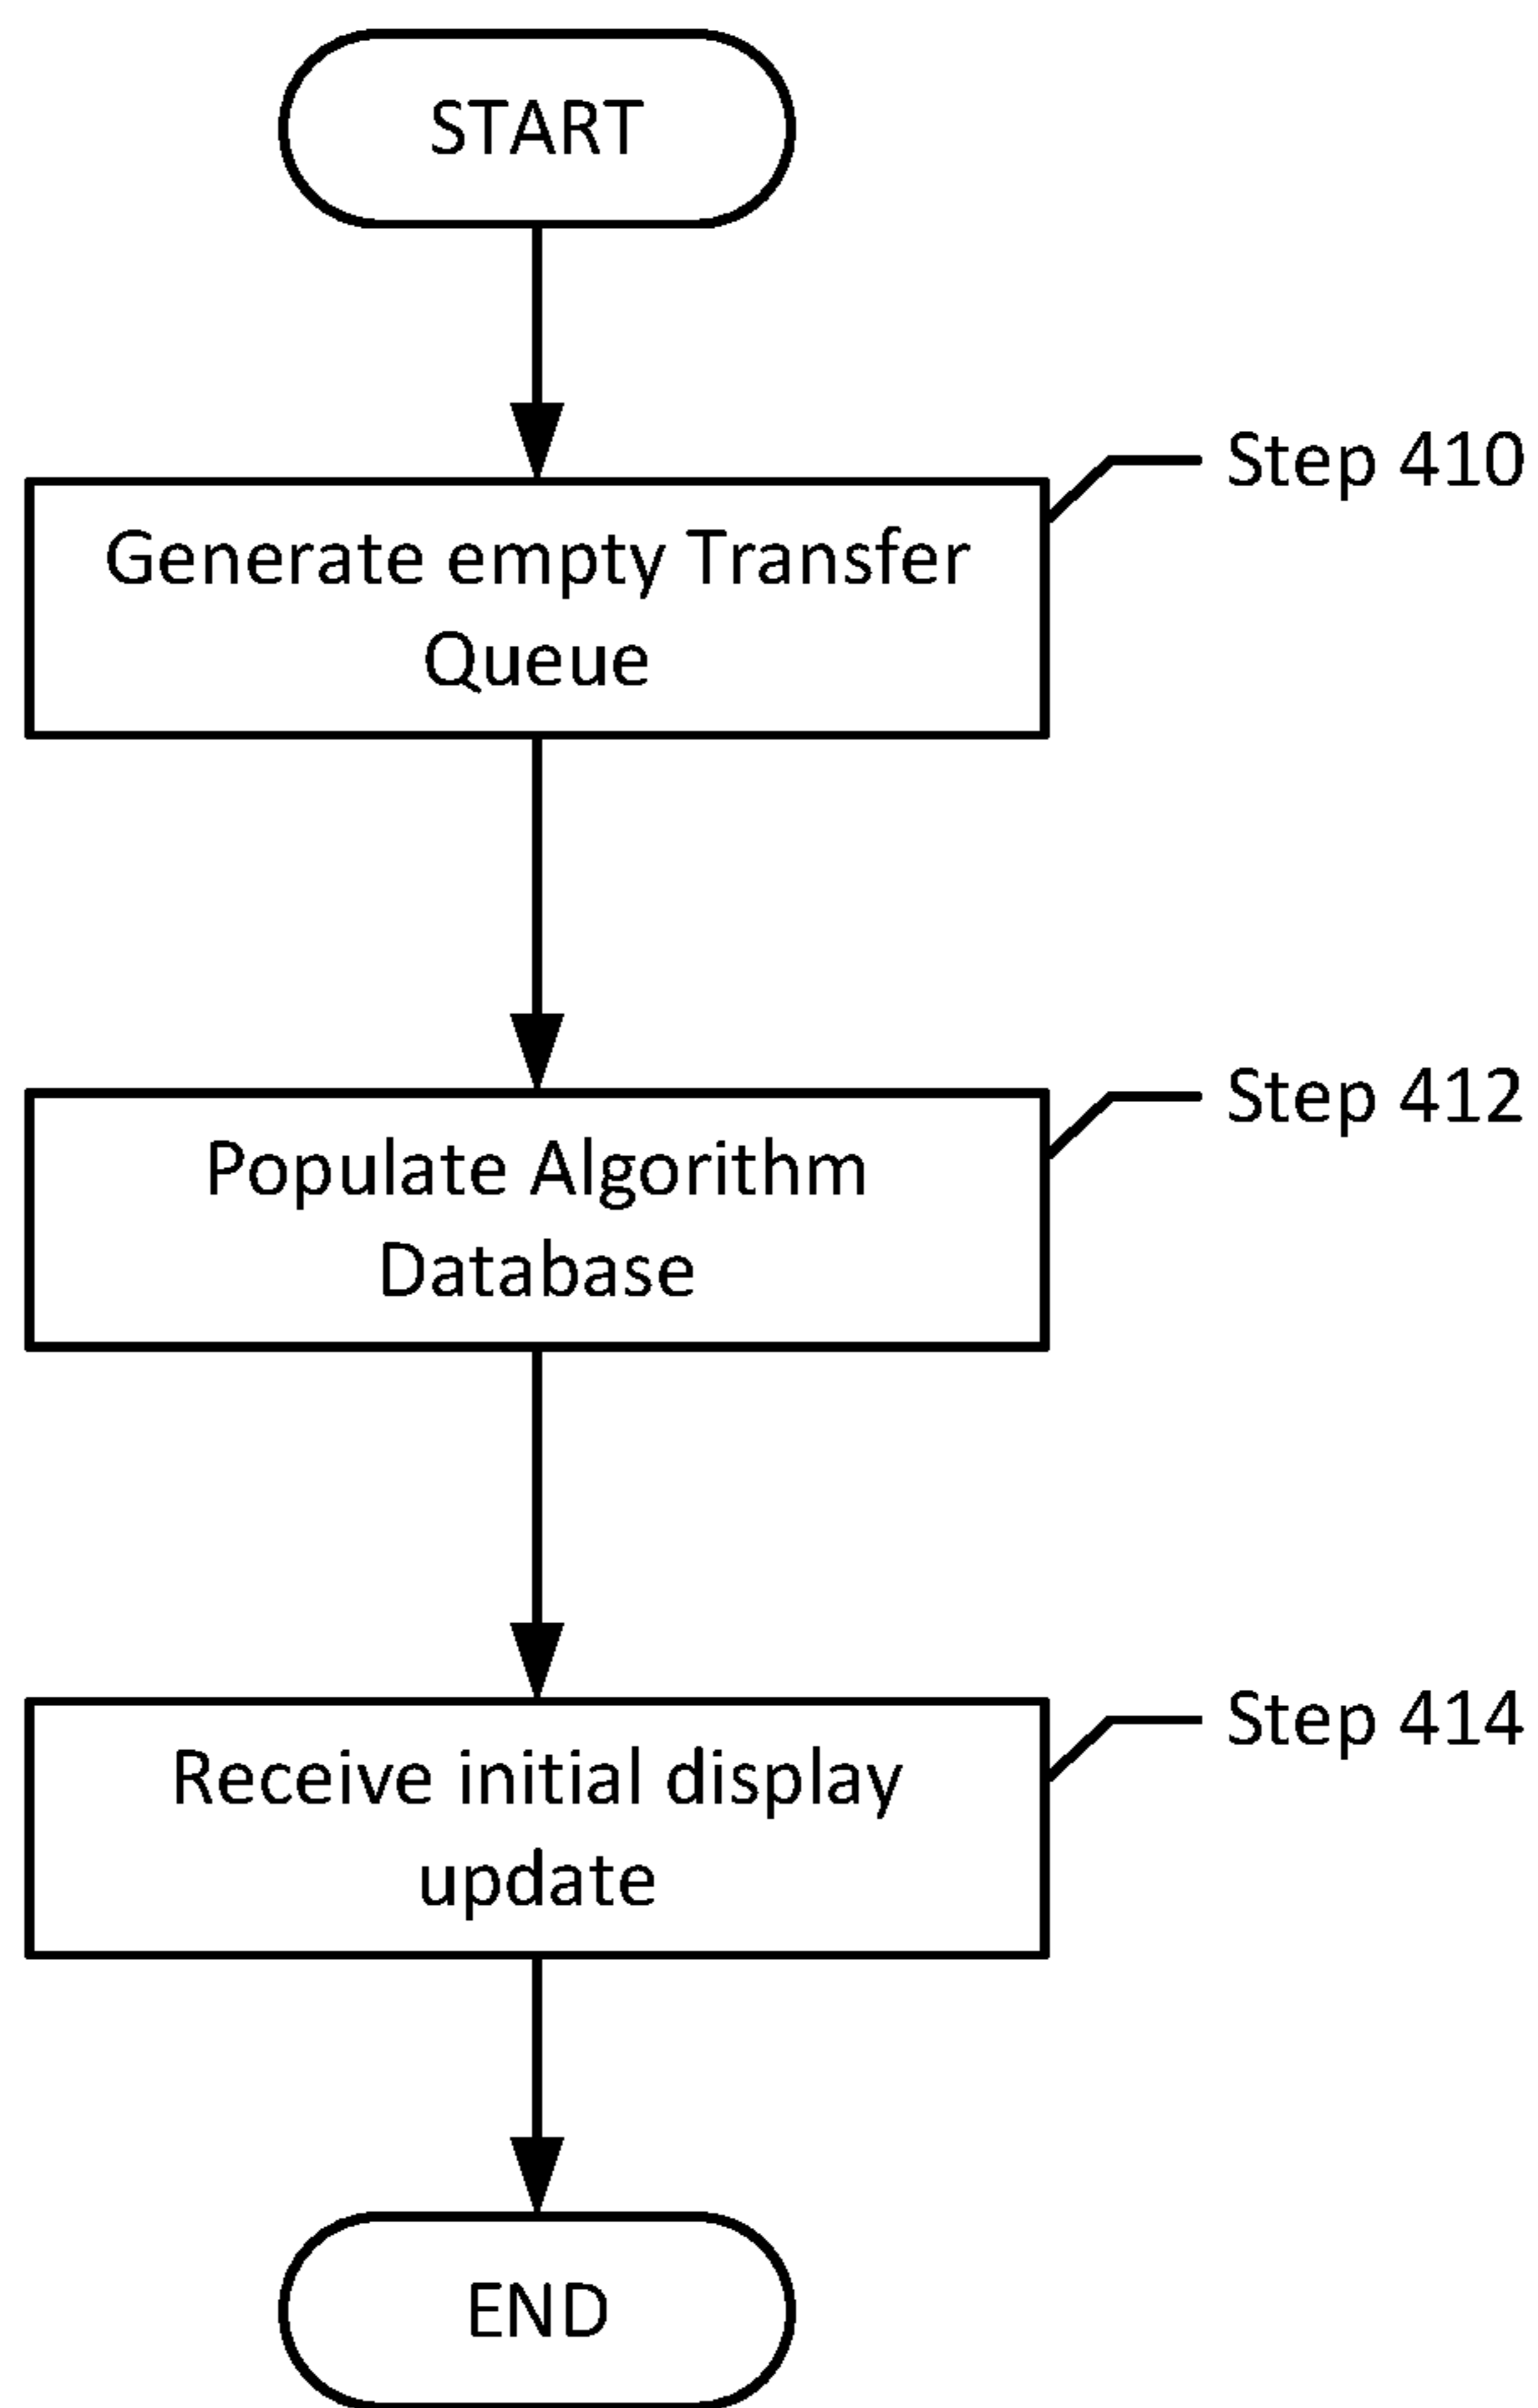 START
Step 410
Generate empty Transfer
Queue
Step 412
Populate Algorithm
Database
Step 414
Receive initial display
update
END